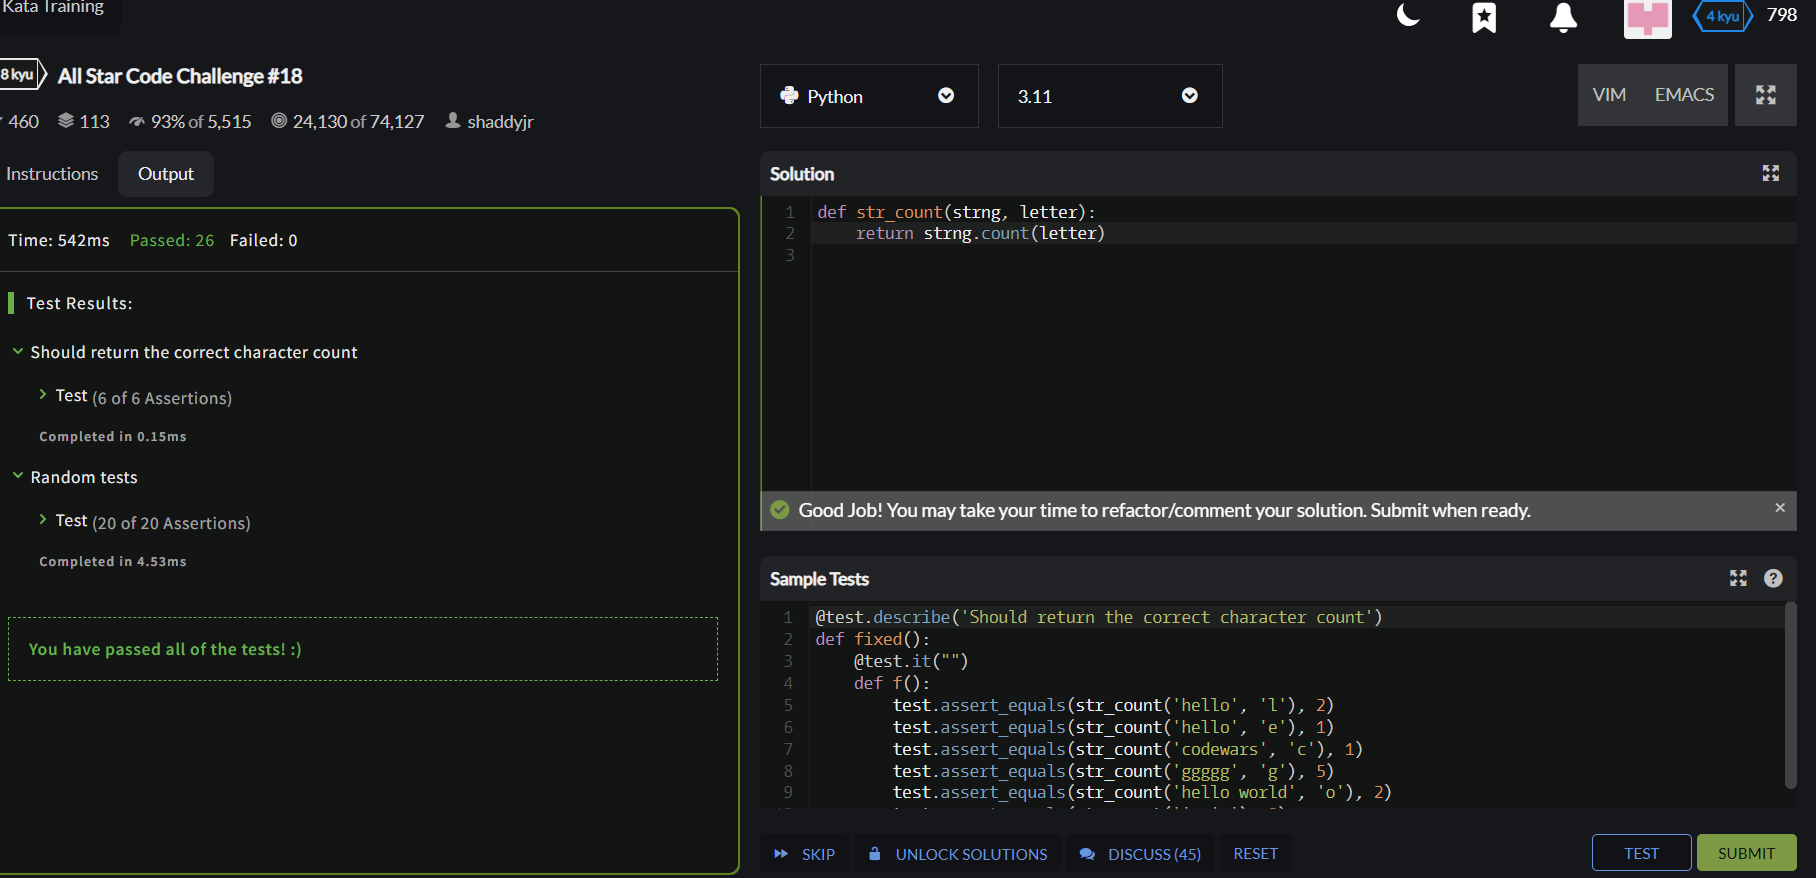 Kata Training
4 kyu 798
8 kyu All Star Code Challenge #18
460 113 93% of 5,515 24,130 of 74,127 shaddyjr
Instructions Output
Time: 542ms Passed: 26 Failed: 0
Test Results:
Should return the correct character count
Test (6 of 6 Assertions)
Completed in 0.15ms
Random tests
Test (20 of 20 Assertions)
Completed in 4.53ms
You have passed all of the tests! :)
Python 3.11 VIM EMACS
Solution
1 def str_count(strng, letter):
2 return strng.count(letter)
3
Good Job! You may take your time to refactor/comment your solution. Submit when ready. ×
Sample Tests ?
1 @test.describe('Should return the correct character count')
2 def fixed():
3 @test.it("")
4 def f():
5 test.assert_equals(str_count('hello', 'l'), 2)
6 test.assert_equals(str_count('hello', 'e'), 1)
7 test.assert_equals(str_count('codewars', 'c'), 1)
8 test.assert_equals(str_count('ggggg', 'g'), 5)
9 test.assert_equals(str_count('hello world', 'o'), 2)
SKIP UNLOCK SOLUTIONS DISCUSS (45) RESET TEST SUBMIT